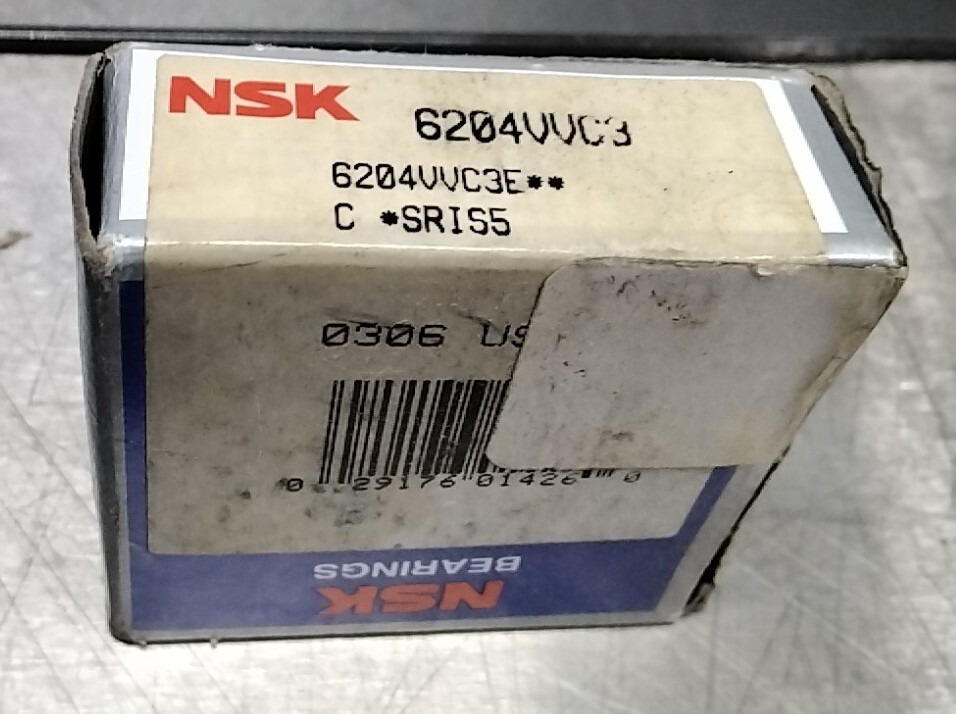 NSK
6204VVC3
6204VVC3E**
C *SRIS5
0306 US
0 29176 01426 0
NSK
BEARINGS